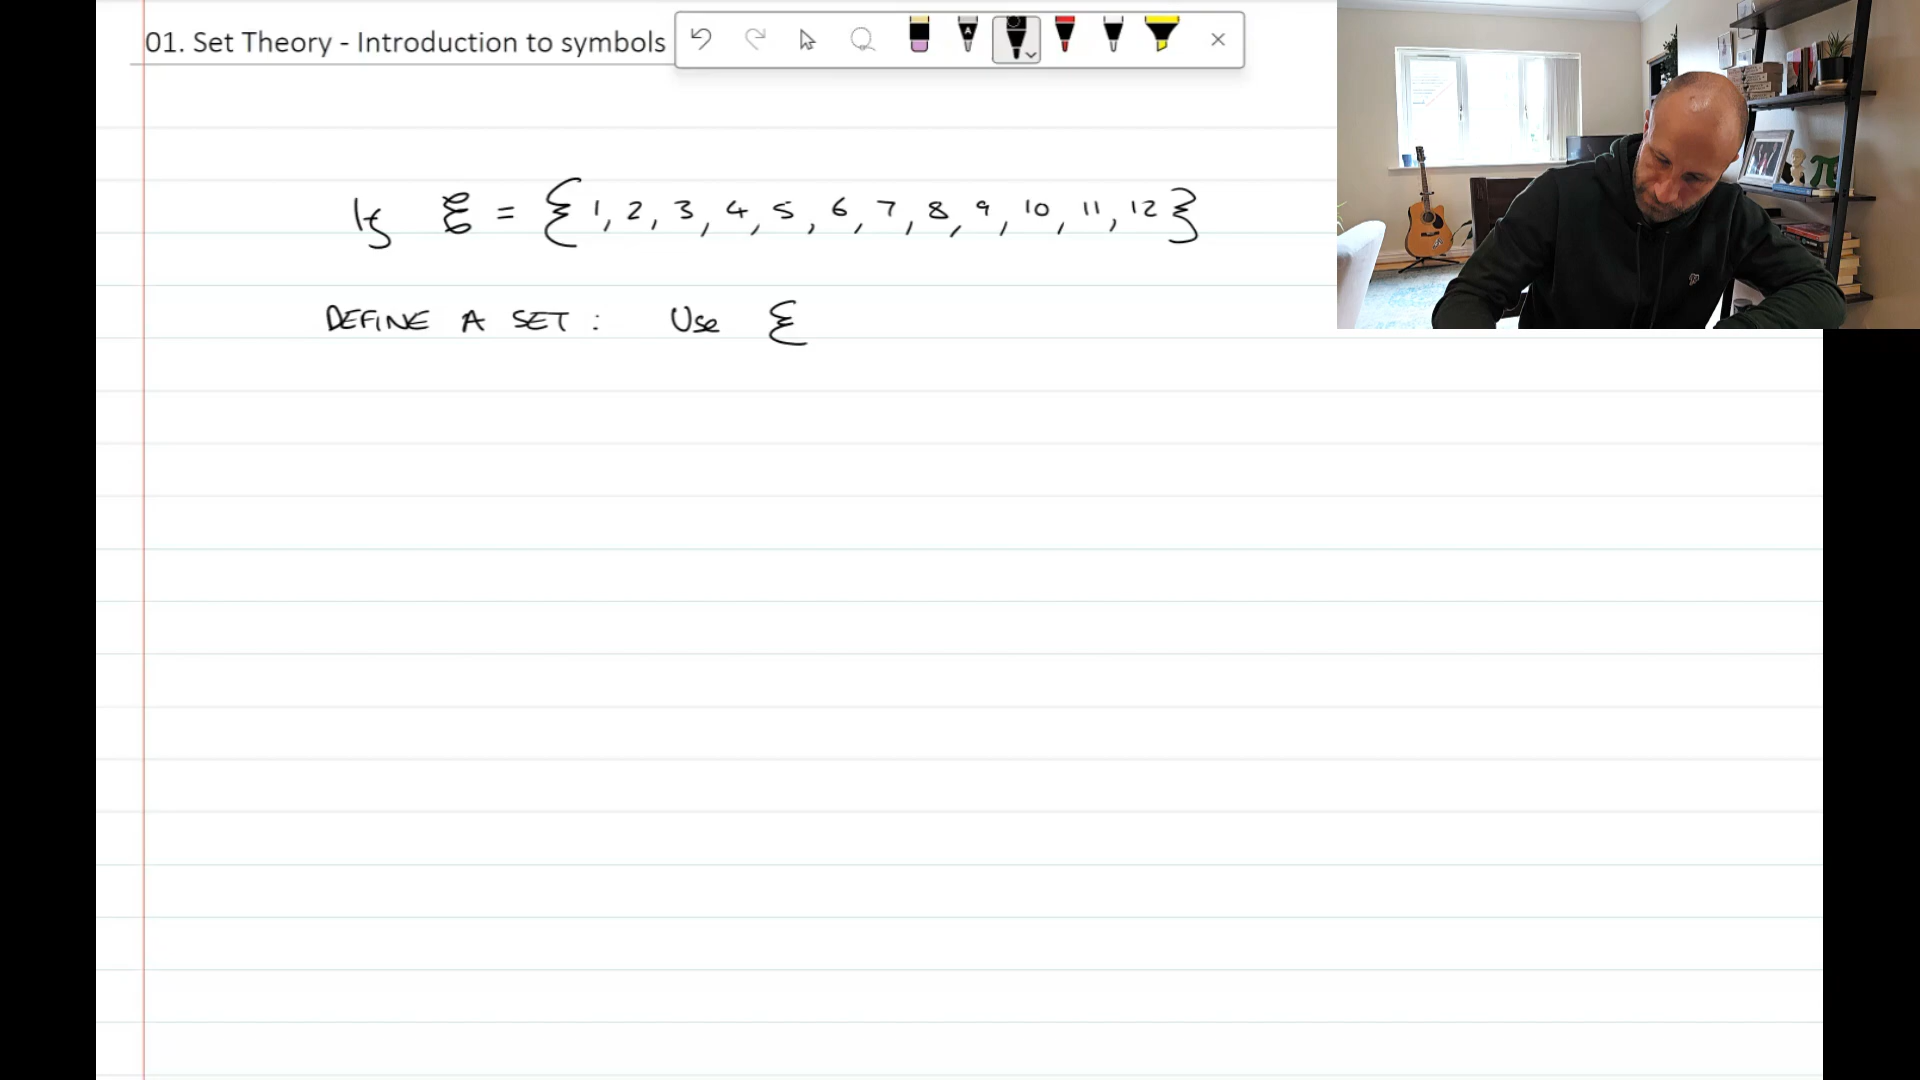 01. Set Theory - Introduction to symbols
If ξ = {1, 2, 3, 4, 5, 6, 7, 8, 9, 10, 11, 12}
DEFINE A SET : Use {